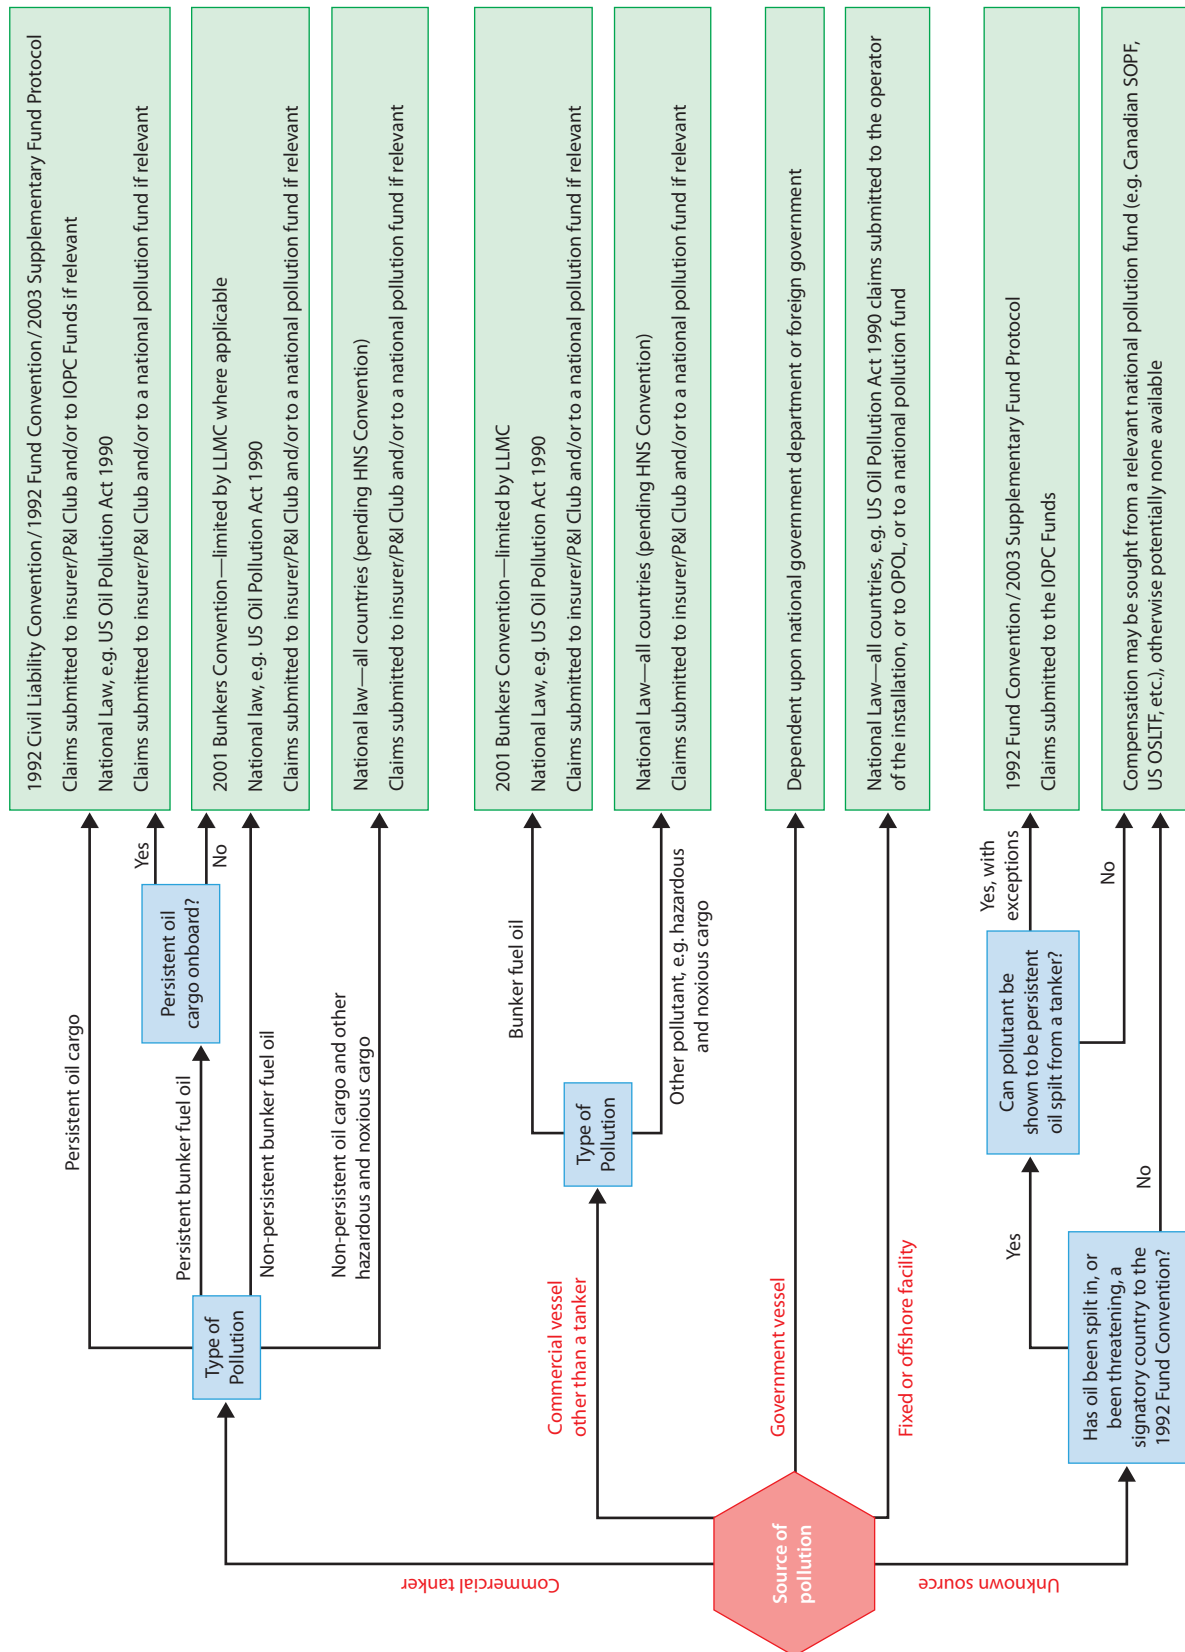 Source of
pollution
Commercial tanker
Type of
Pollution
Persistent oil cargo
Persistent bunker fuel oil
Persistent oil
cargo onboard?
Yes
No
Non-persistent bunker fuel oil
Non-persistent oil cargo and other
hazardous and noxious cargo
1992 Civil Liability Convention / 1992 Fund Convention / 2003 Supplementary Fund Protocol
Claims submitted to insurer/P&I Club and/or to IOPC Funds if relevant
National Law, e.g. US Oil Pollution Act 1990
Claims submitted to insurer/P&I Club and/or to a national pollution fund if relevant
2001 Bunkers Convention—limited by LLMC where applicable
National law, e.g. US Oil Pollution Act 1990
Claims submitted to insurer/P&I Club and/or to a national pollution fund if relevant
National law—all countries (pending HNS Convention)
Claims submitted to insurer/P&I Club and/or to a national pollution fund if relevant
Commercial vessel
other than a tanker
Type of
Pollution
Bunker fuel oil
Other pollutant, e.g. hazardous
and noxious cargo
2001 Bunkers Convention—limited by LLMC
National Law, e.g. US Oil Pollution Act 1990
Claims submitted to insurer/P&I Club and/or to a national pollution fund if relevant
National Law—all countries (pending HNS Convention)
Claims submitted to insurer/P&I Club and/or to a national pollution fund if relevant
Government vessel
Dependent upon national government department or foreign government
Fixed or offshore facility
National Law—all countries, e.g. US Oil Pollution Act 1990 claims submitted to the operator
of the installation, or to OPOL, or to a national pollution fund
Unknown source
Has oil been spilt in, or
been threatening, a
signatory country to the
1992 Fund Convention?
Yes
No
Can pollutant be
shown to be persistent
oil spilt from a tanker?
Yes, with
exceptions
No
1992 Fund Convention / 2003 Supplementary Fund Protocol
Claims submitted to the IOPC Funds
Compensation may be sought from a relevant national pollution fund (e.g. Canadian SOPF,
US OSLTF, etc.), otherwise potentially none available